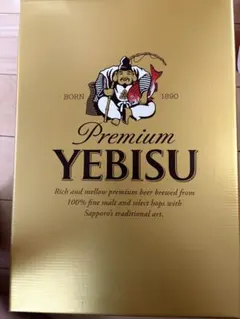 BORN 1890
Premium
YEBISU
Rich and mellow premium beer brewed from
100% fine malt and select hops with
Sapporo's traditional art.